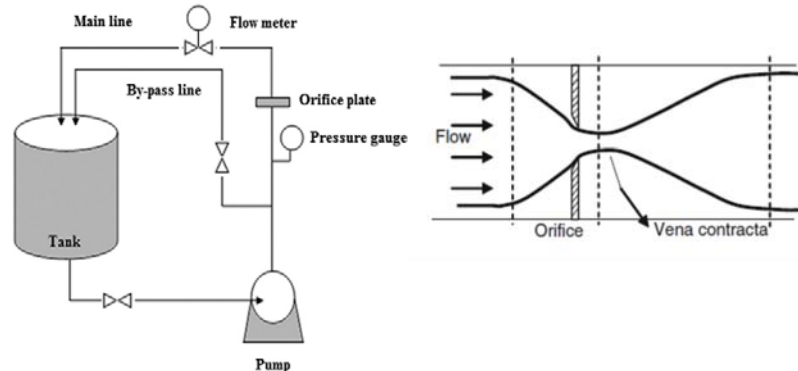 Main line
Flow meter
By-pass line
Orifice plate
Pressure gauge
Tank
Pump
Flow
Orifice
Vena contracta